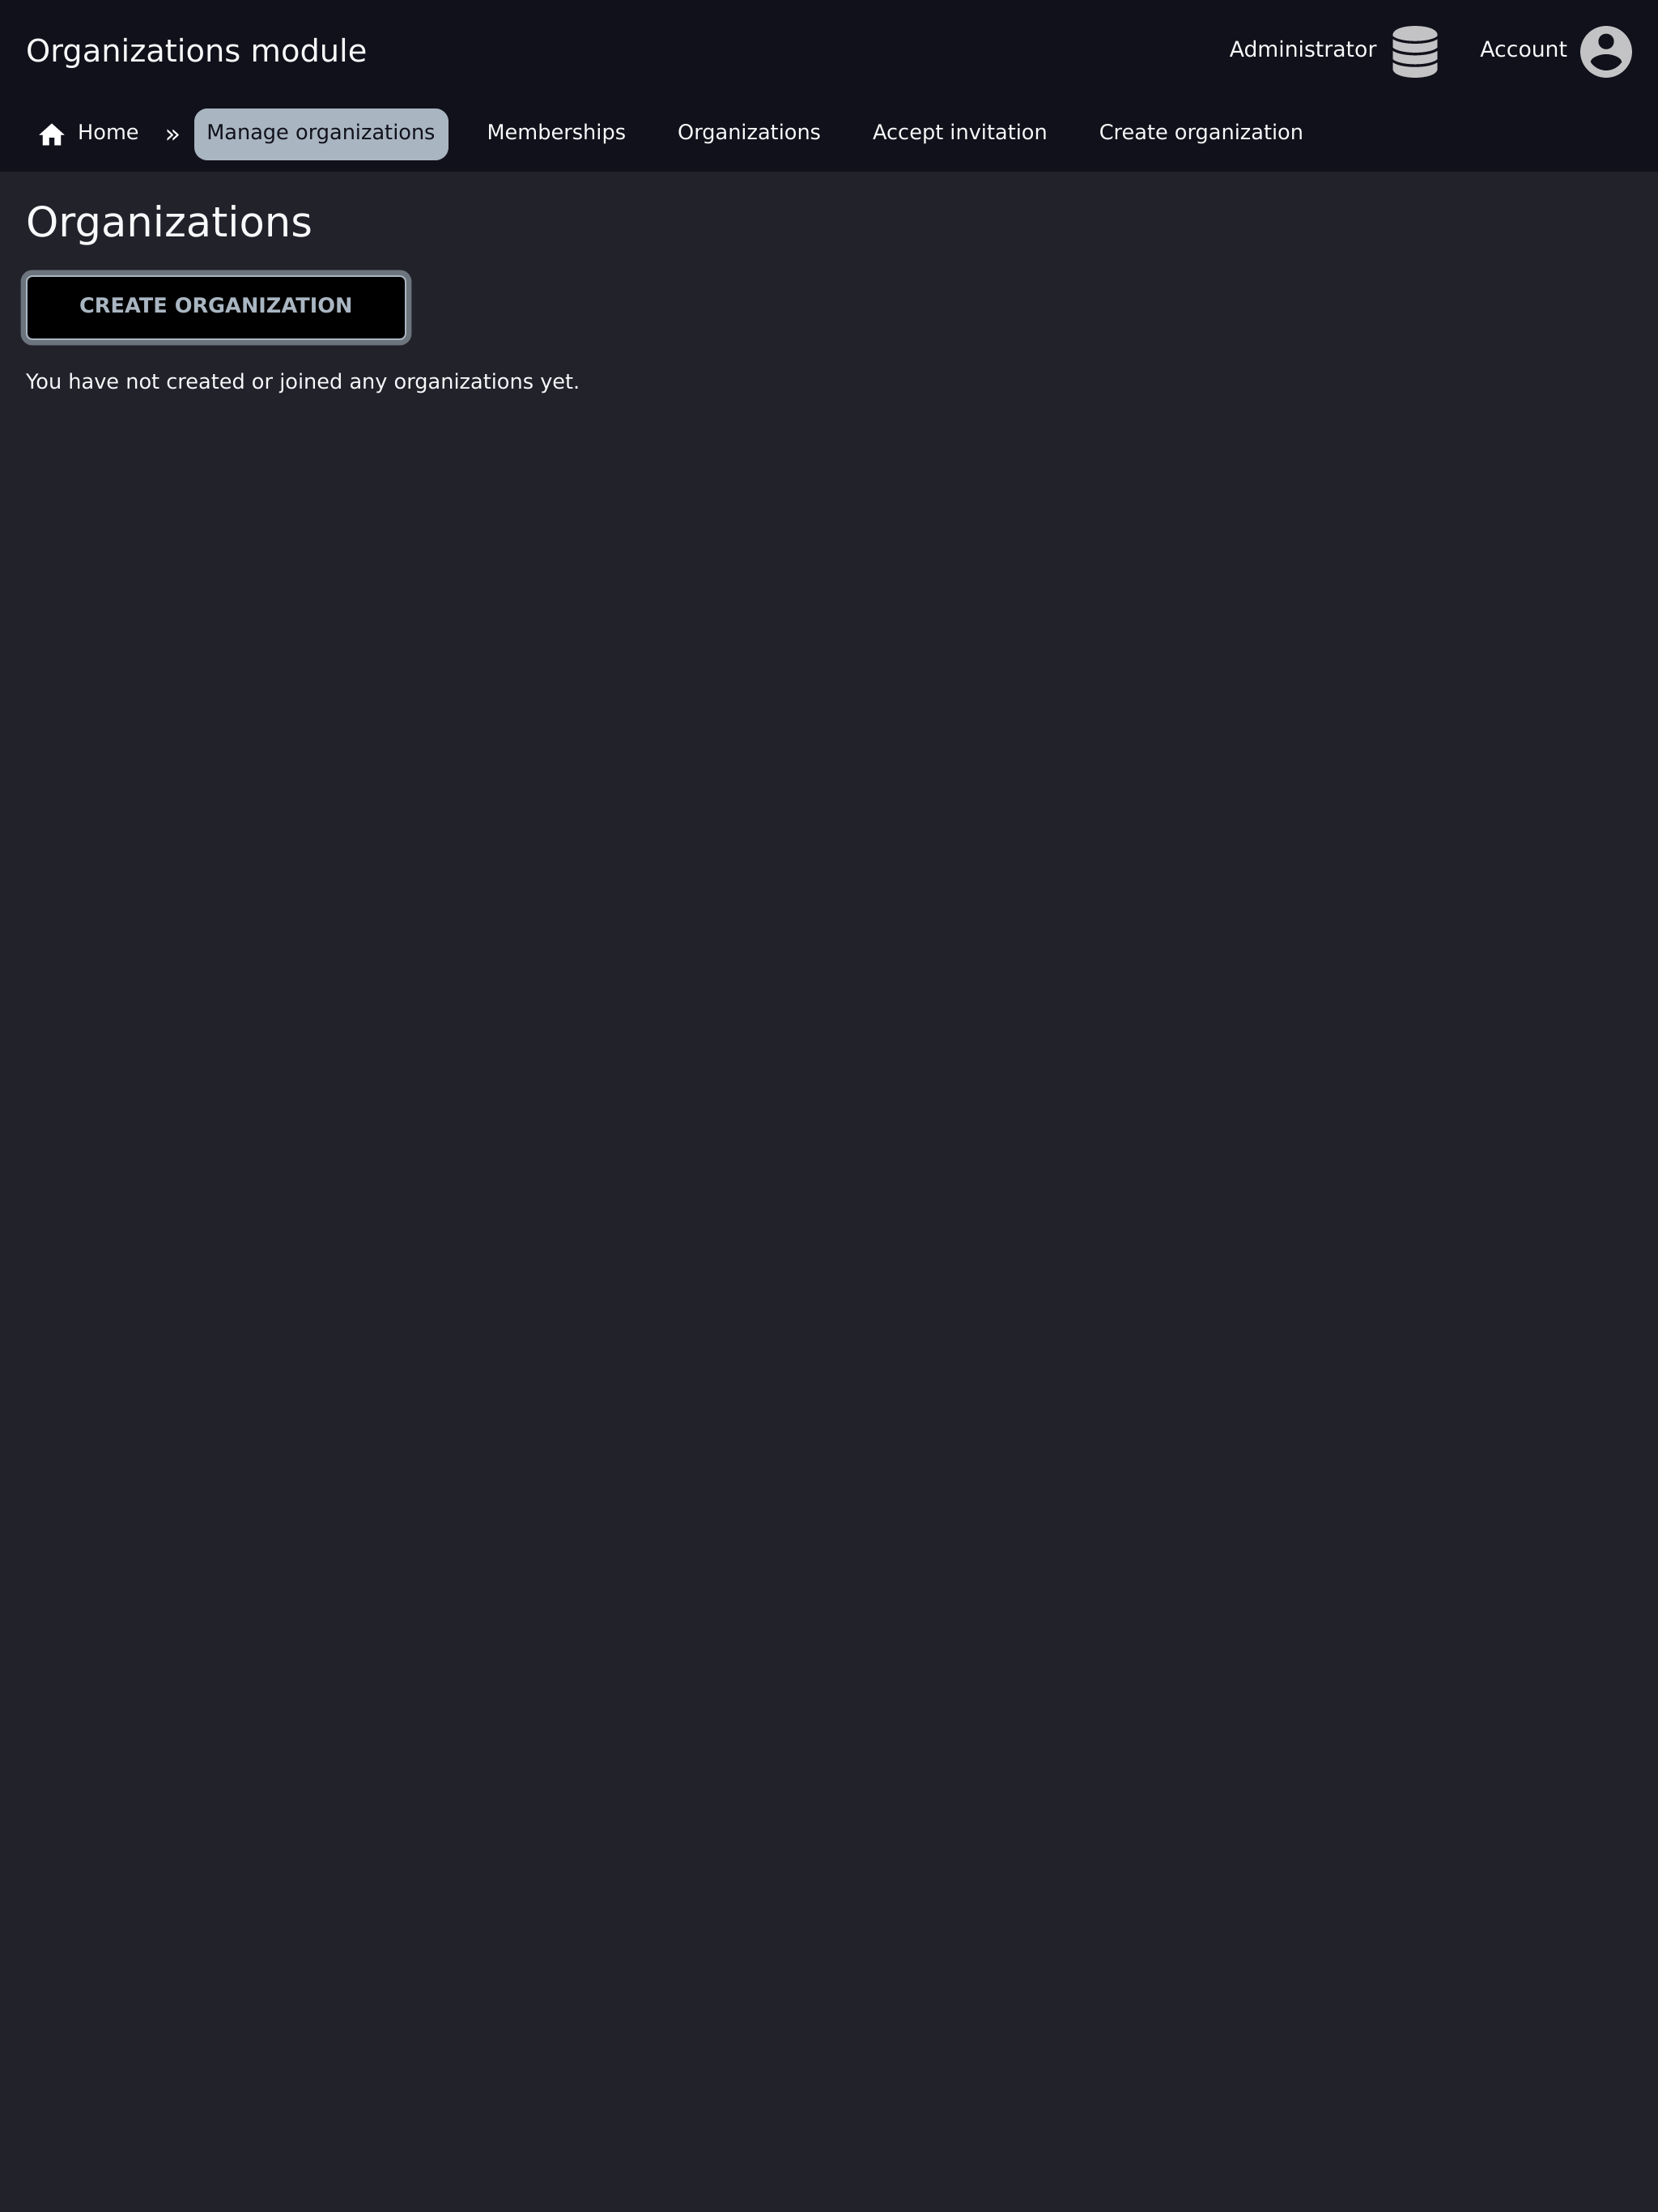 Organizations module
Administrator
Account
Home » Manage organizations Memberships Organizations Accept invitation Create organization
Organizations
CREATE ORGANIZATION
You have not created or joined any organizations yet.